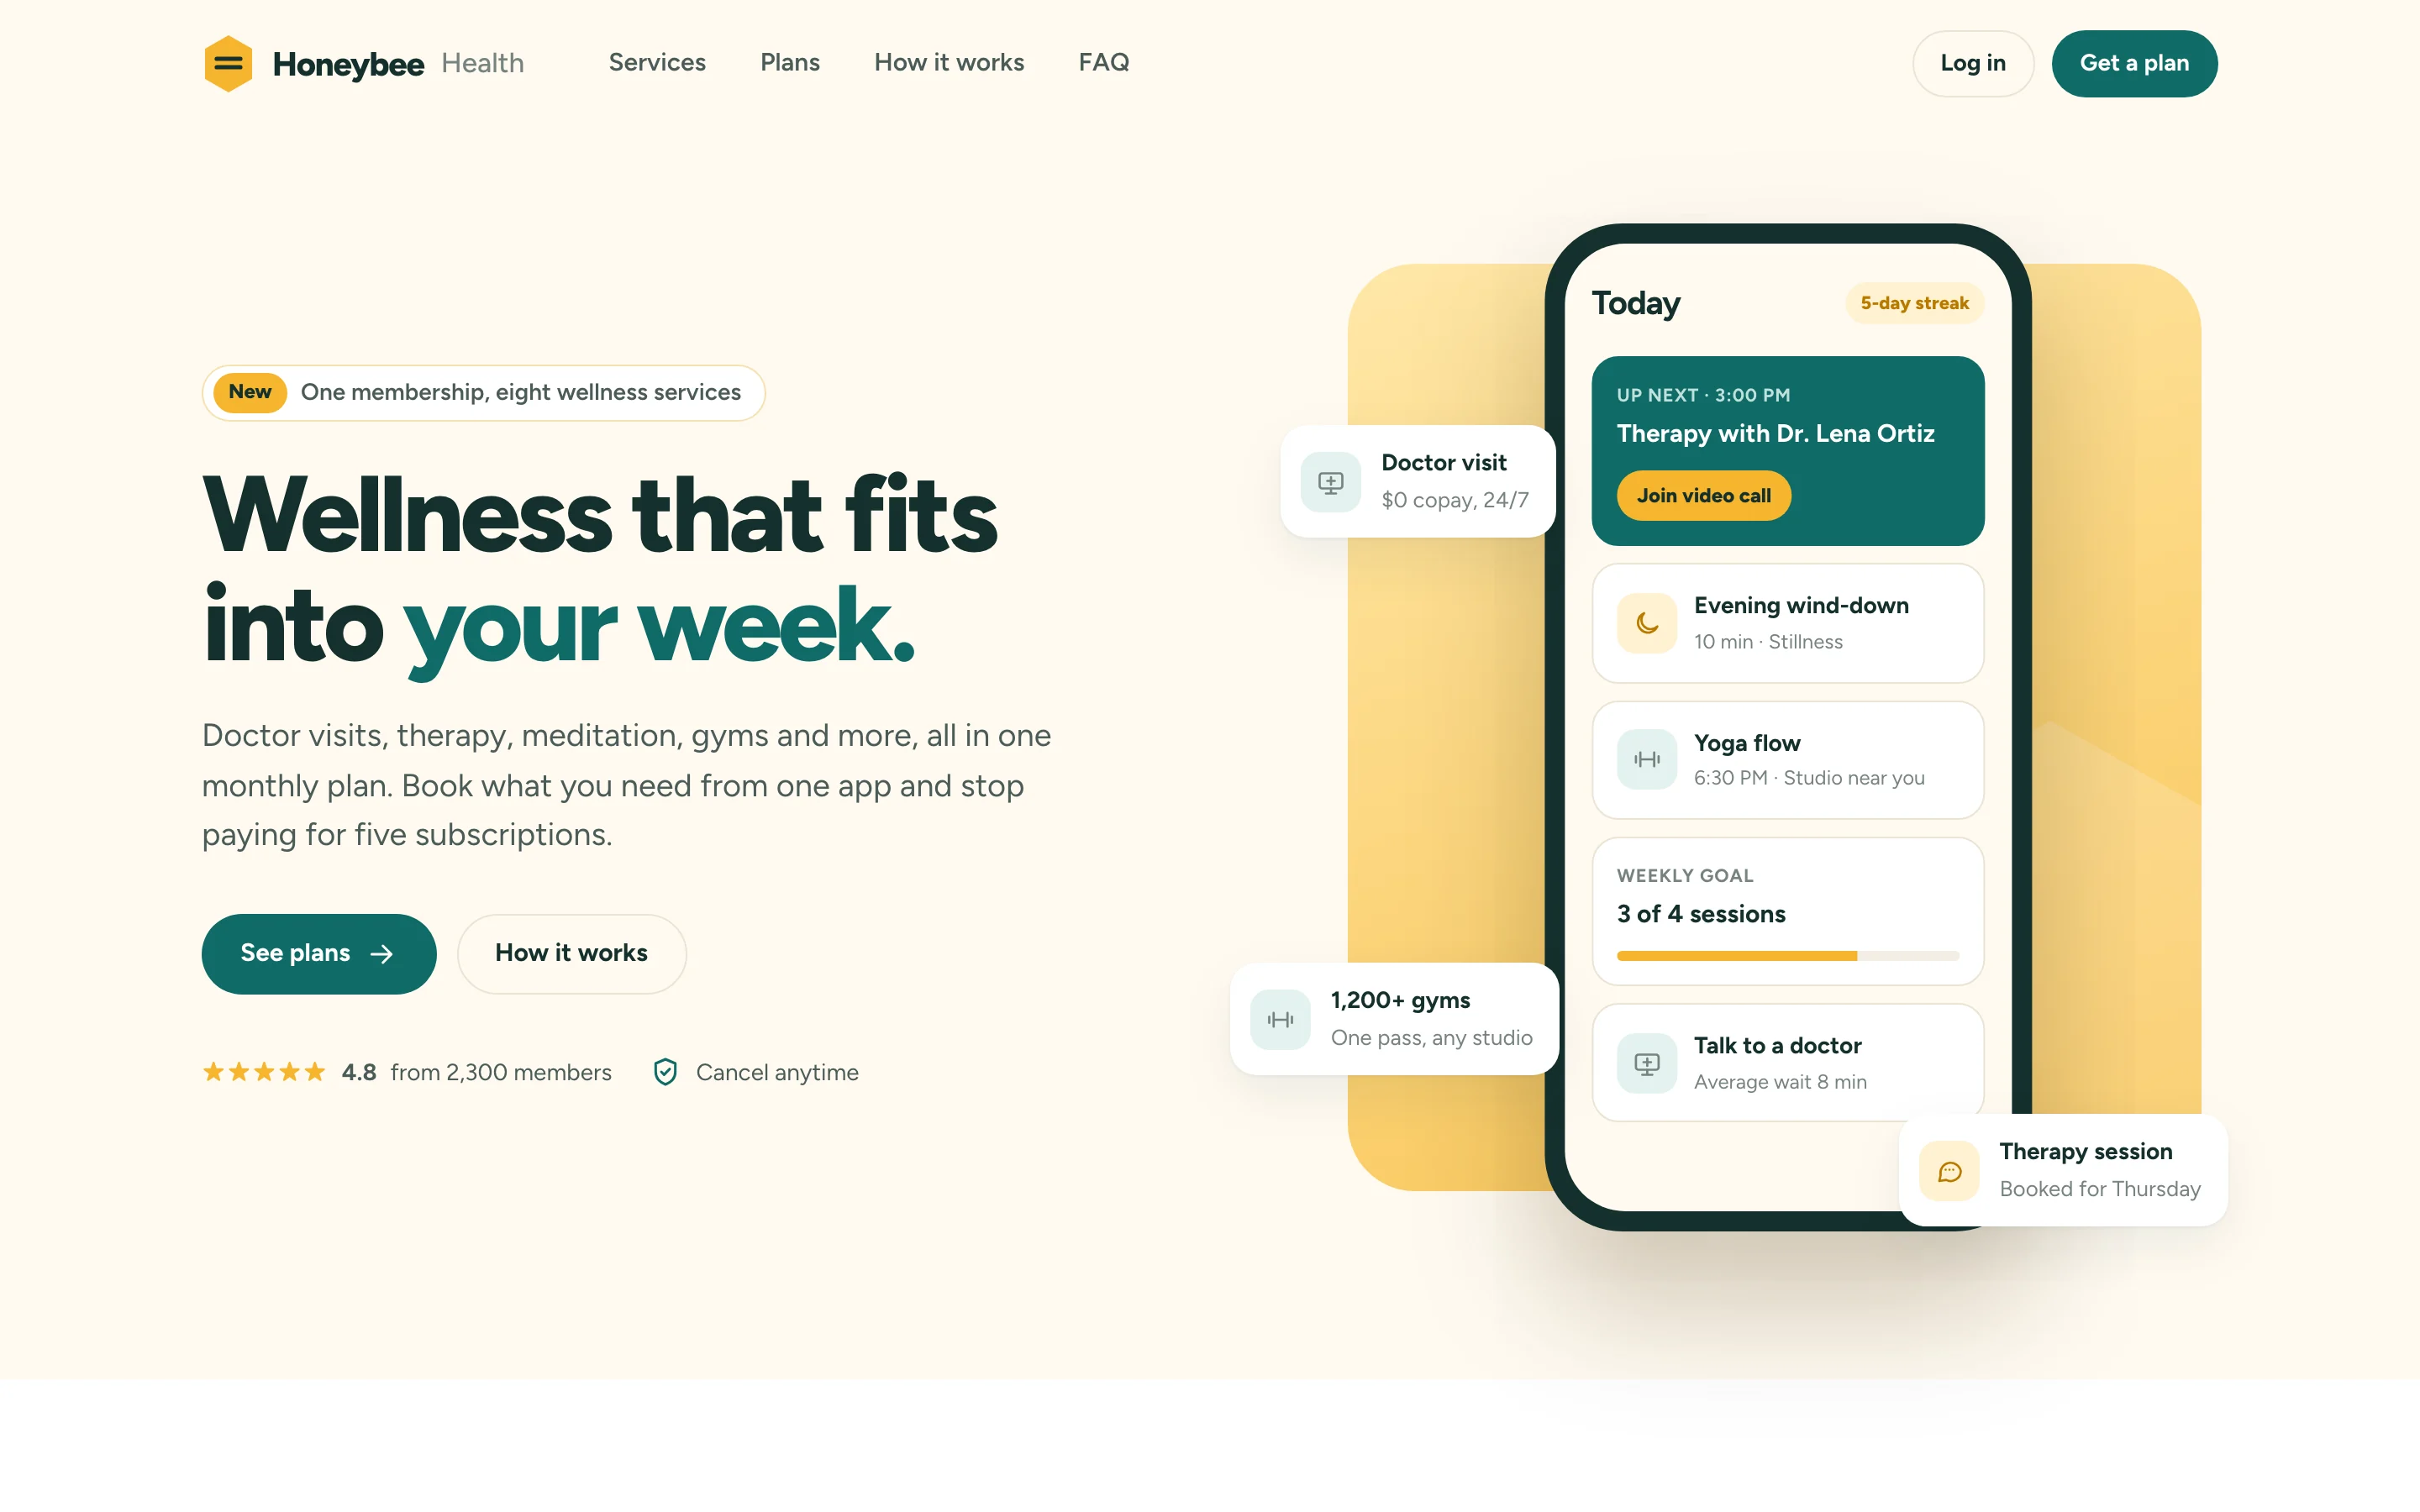 Honeybee Health
Services
Plans
How it works
FAQ
Log in
Get a plan
New One membership, eight wellness services
Wellness that fits
into your week.
Doctor visits, therapy, meditation, gyms and more, all in one
monthly plan. Book what you need from one app and stop
paying for five subscriptions.
See plans
How it works
4.8 from 2,300 members
Cancel anytime
Doctor visit
$0 copay, 24/7
1,200+ gyms
One pass, any studio
Today
5-day streak
UP NEXT · 3:00 PM
Therapy with Dr. Lena Ortiz
Join video call
Evening wind-down
10 min · Stillness
Yoga flow
6:30 PM · Studio near you
WEEKLY GOAL
3 of 4 sessions
Talk to a doctor
Average wait 8 min
Therapy session
Booked for Thursday